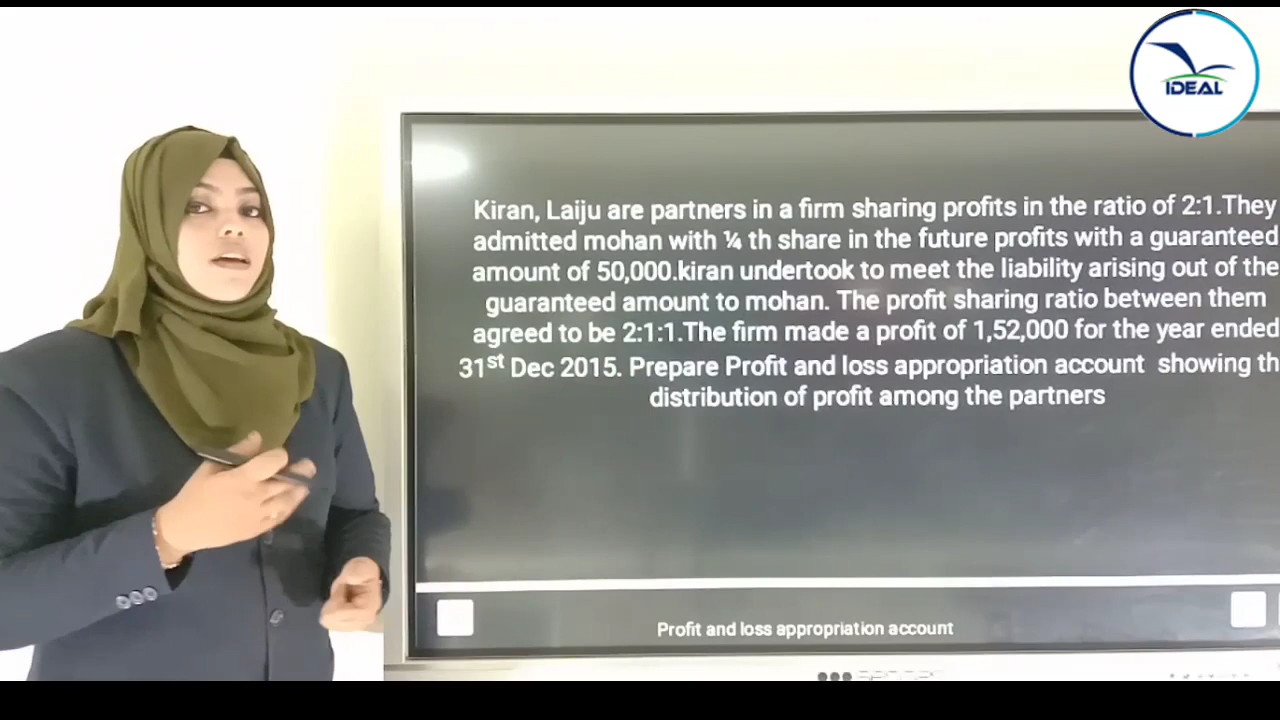 IDEAL
Kiran, Laiju are partners in a firm sharing profits in the ratio of 2:1.They
admitted mohan with ¼ th share in the future profits with a guaranteed
amount of 50,000.kiran undertook to meet the liability arising out of the
guaranteed amount to mohan. The profit sharing ratio between them
agreed to be 2:1:1.The firm made a profit of 1,52,000 for the year ended
31st Dec 2015. Prepare Profit and loss appropriation account showing th
distribution of profit among the partners
Profit and loss appropriation account